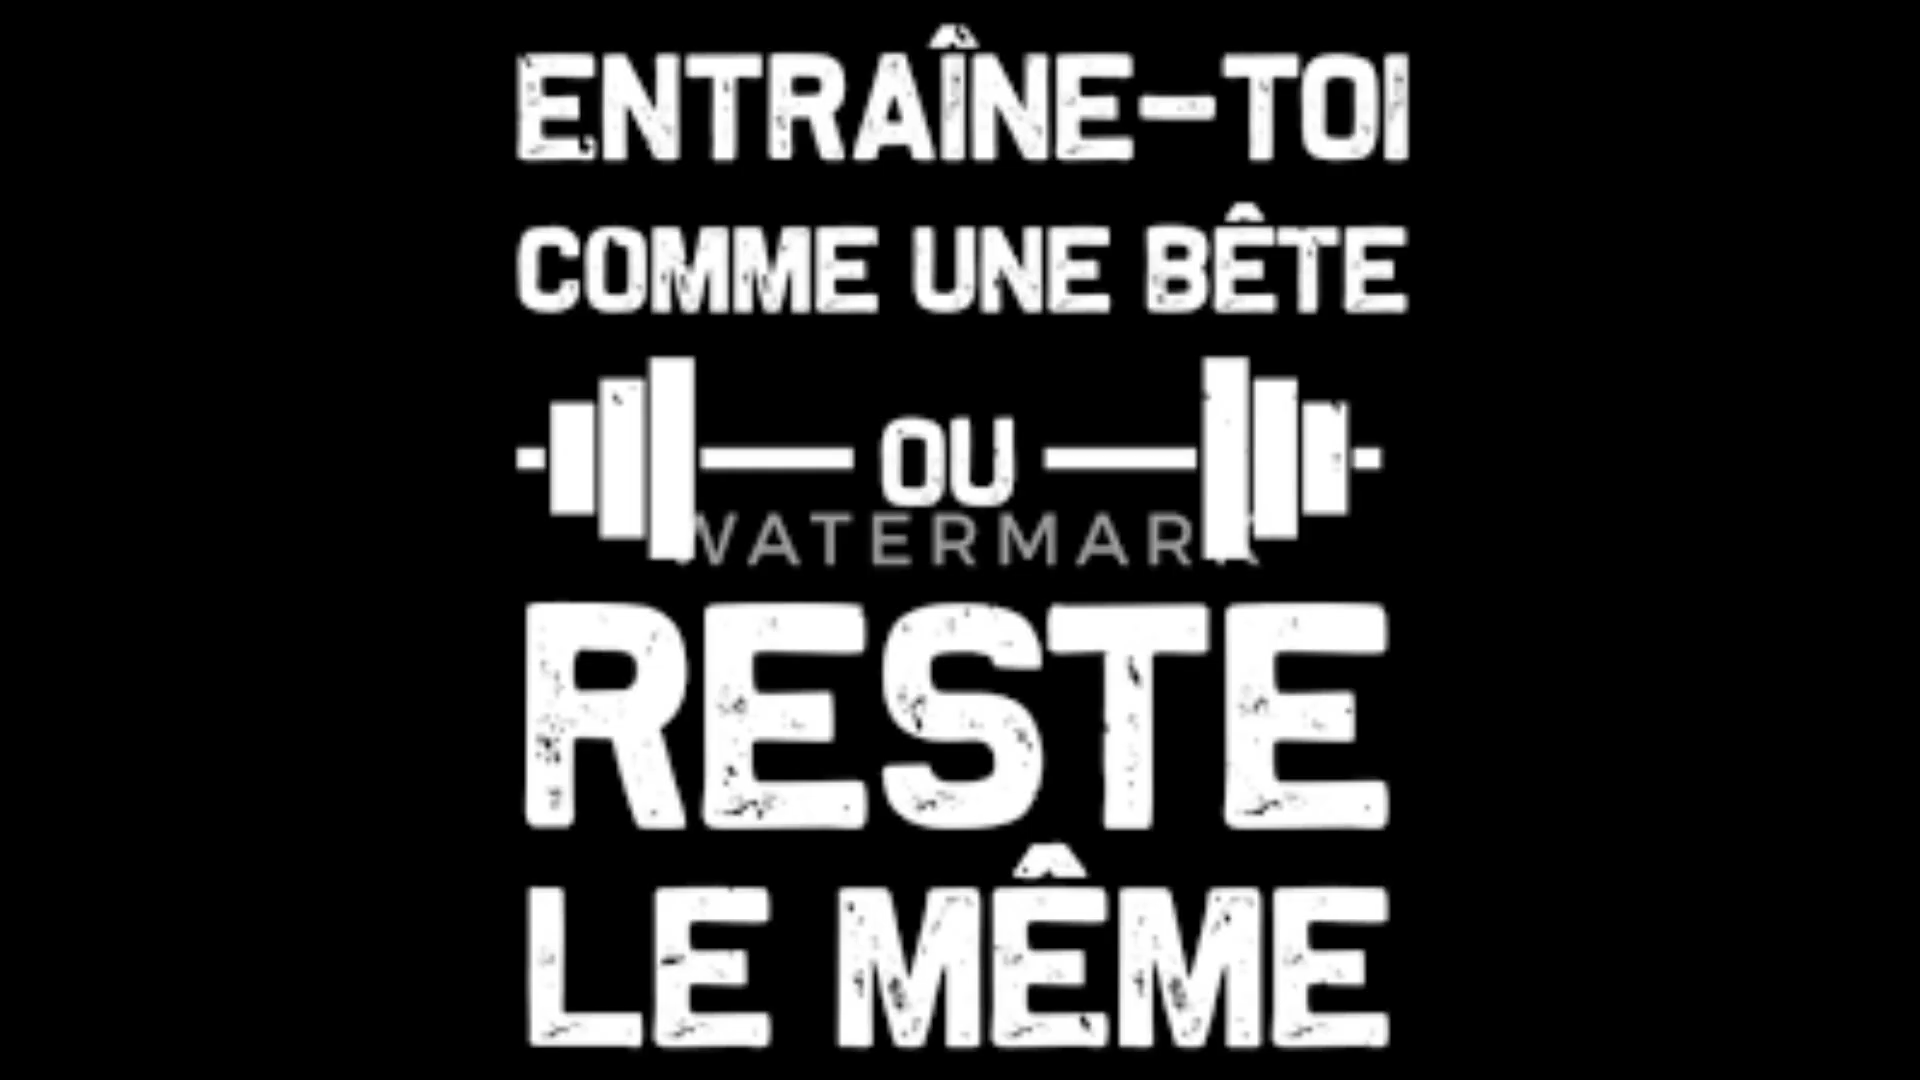 ENTRAÎNE-TOI
COMME UNE BÊTE
OU
WATERMARK
RESTE
LE MÊME